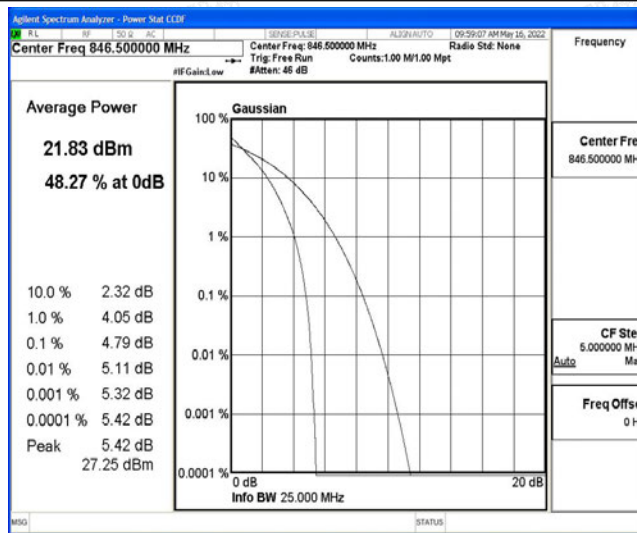 Agilent Spectrum Analyzer - Power Stat CCDF
RL RF 50 Ω AC SENSE:PULSE ALIGN AUTO 09:59:07 AM May 16, 2022
Center Freq 846.500000 MHz
Center Freq: 846.500000 MHz Radio Std: None
Trig: Free Run Counts:1.00 M/1.00 Mpt
#IFGain:Low #Atten: 46 dB
Frequency
Average Power
21.83 dBm
48.27 % at 0dB
10.0 % 2.32 dB
1.0 % 4.05 dB
0.1 % 4.79 dB
0.01 % 5.11 dB
0.001 % 5.32 dB
0.0001 % 5.42 dB
Peak 5.42 dB
27.25 dBm
Gaussian
100 %
10 %
1 %
0.1 %
0.01 %
0.001 %
0.0001 %
0 dB 20 dB
Info BW 25.000 MHz
Center Fre
846.500000 MH
CF Ste
5.000000 MH
Auto Ma
Freq Offse
0 H
MSG STATUS